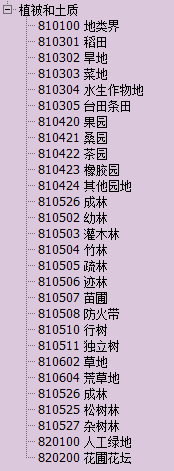 植被和土质
810100 地类界
810301 稻田
810302 旱地
810303 菜地
810304 水生作物地
810305 台田条田
810420 果园
810421 桑园
810422 茶园
810423 橡胶园
810424 其他园地
810526 成林
810502 幼林
810503 灌木林
810504 竹林
810505 疏林
810506 迹林
810507 苗圃
810508 防火带
810510 行树
810511 独立树
810602 草地
810604 荒草地
810526 成林
810525 松树林
810527 杂树林
820100 人工绿地
820200 花圃花坛